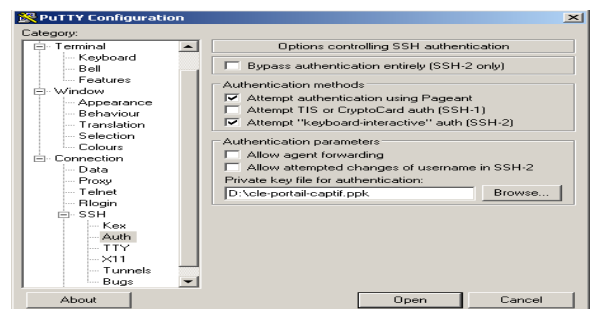 PuTTY Configuration
Category:
Terminal
Keyboard
Bell
Features
Window
Appearance
Behaviour
Translation
Selection
Colours
Connection
Data
Proxy
Telnet
Rlogin
SSH
Kex
Auth
TTY
X11
Tunnels
Bugs
Options controlling SSH authentication
Bypass authentication entirely (SSH-2 only)
Authentication methods
Attempt authentication using Pageant
Attempt TIS or CryptoCard auth (SSH-1)
Attempt "keyboard-interactive" auth (SSH-2)
Authentication parameters
Allow agent forwarding
Allow attempted changes of username in SSH-2
Private key file for authentication:
D:\cle-portail-captif.ppk
Browse...
About
Open
Cancel